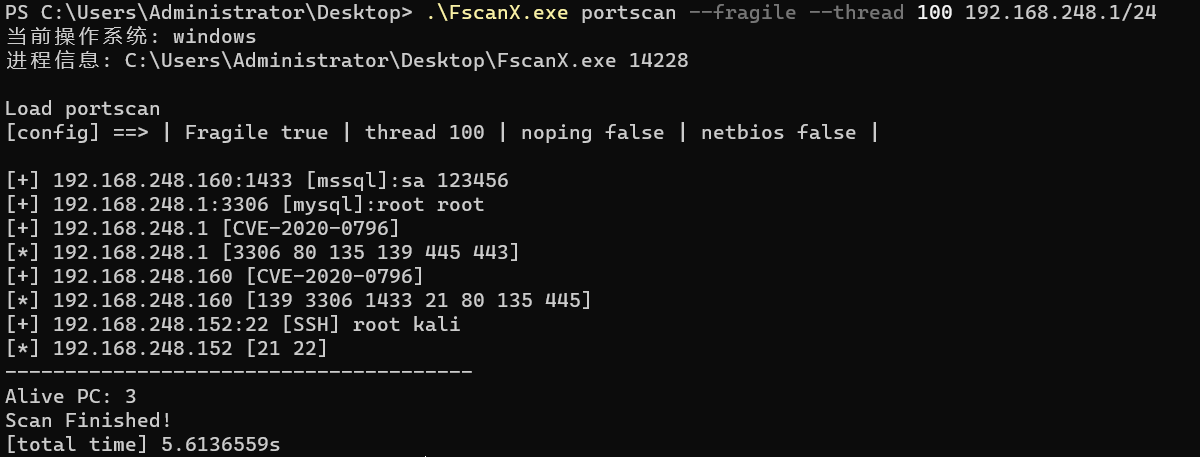 PS C:\Users\Administrator\Desktop> .\FscanX.exe portscan --fragile --thread 100 192.168.248.1/24
当前操作系统: windows
进程信息: C:\Users\Administrator\Desktop\FscanX.exe 14228
Load portscan
[config] ==> | Fragile true | thread 100 | noping false | netbios false |
[+] 192.168.248.160:1433 [mssql]:sa 123456
[+] 192.168.248.1:3306 [mysql]:root root
[+] 192.168.248.1 [CVE-2020-0796]
[*] 192.168.248.1 [3306 80 135 139 445 443]
[+] 192.168.248.160 [CVE-2020-0796]
[*] 192.168.248.160 [139 3306 1433 21 80 135 445]
[+] 192.168.248.152:22 [SSH] root kali
[*] 192.168.248.152 [21 22]
---------------------------------------
Alive PC: 3
Scan Finished!
[total time] 5.6136559s